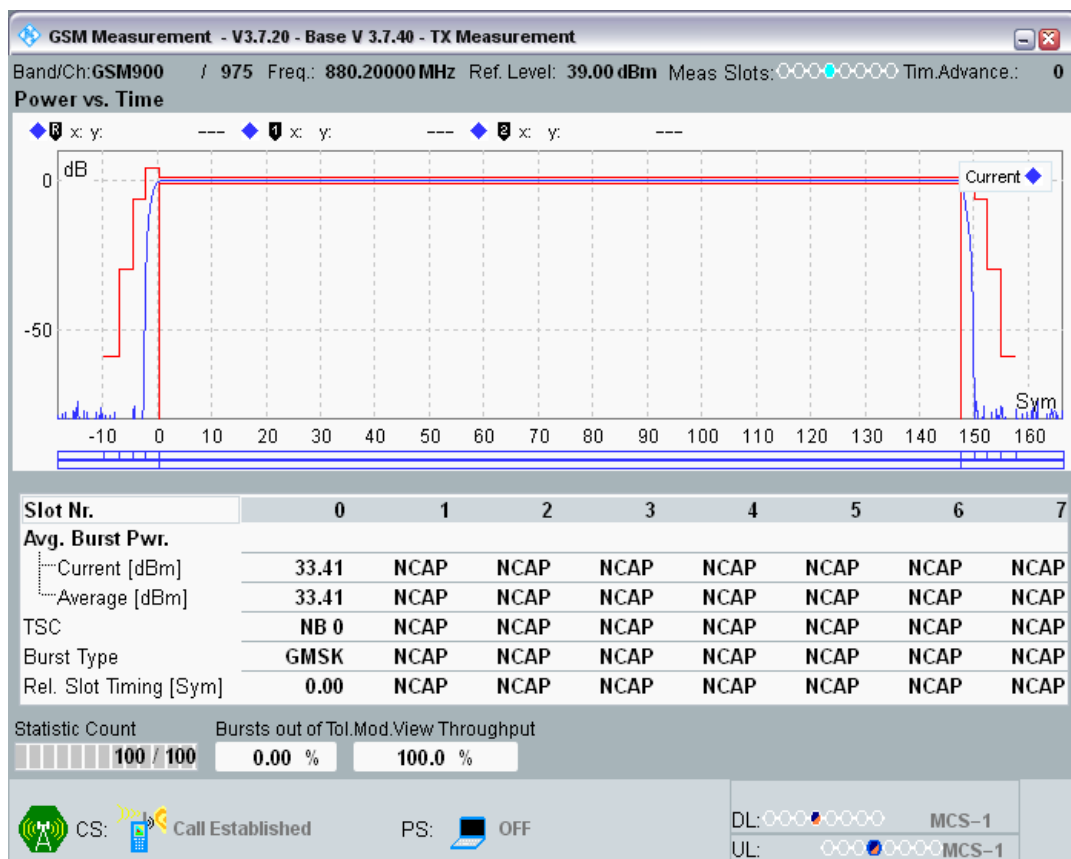 GSM Measurement - V3.7.20 - Base V 3.7.40 - TX Measurement
Band/Ch:GSM900 / 975 Freq.: 880.20000 MHz Ref. Level: 39.00 dBm Meas Slots: Tim.Advance.: 0
Power vs. Time
R x: y: --- 1 x: y: --- 2 x: y: ---
dB
Current
0
-50
Sym
-10 0 10 20 30 40 50 60 70 80 90 100 110 120 130 140 150 160
Slot Nr. 0 1 2 3 4 5 6 7
Avg. Burst Pwr.
Current [dBm] 33.41 NCAP NCAP NCAP NCAP NCAP NCAP NCAP
Average [dBm] 33.41 NCAP NCAP NCAP NCAP NCAP NCAP NCAP
TSC NB 0 NCAP NCAP NCAP NCAP NCAP NCAP NCAP
Burst Type GMSK NCAP NCAP NCAP NCAP NCAP NCAP NCAP
Rel. Slot Timing [Sym] 0.00 NCAP NCAP NCAP NCAP NCAP NCAP NCAP
Statistic Count Bursts out of Tol.Mod.View Throughput
100 / 100 0.00 % 100.0 %
CS: Call Established PS: OFF
DL: MCS-1
UL: MCS-1